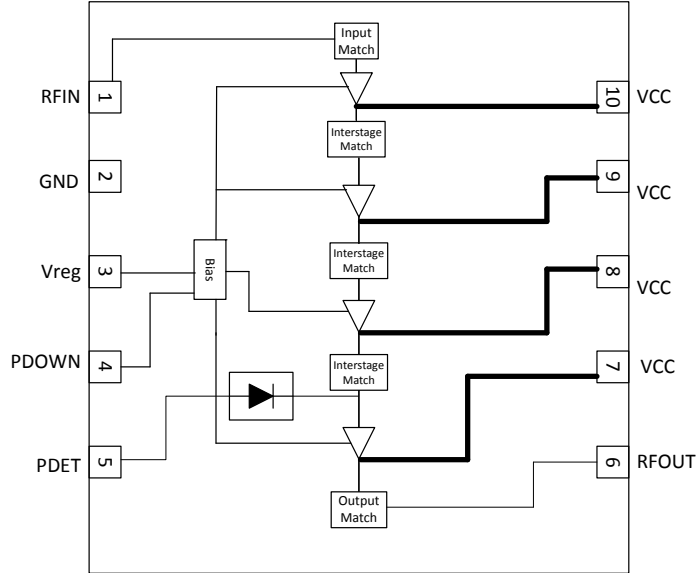 Input
Match
RFIN
1
10
VCC
Interstage
Match
GND
2
9
VCC
Bias
Interstage
Match
Vreg
3
8
VCC
PDOWN
4
Interstage
Match
7
VCC
PDET
5
6
RFOUT
Output
Match